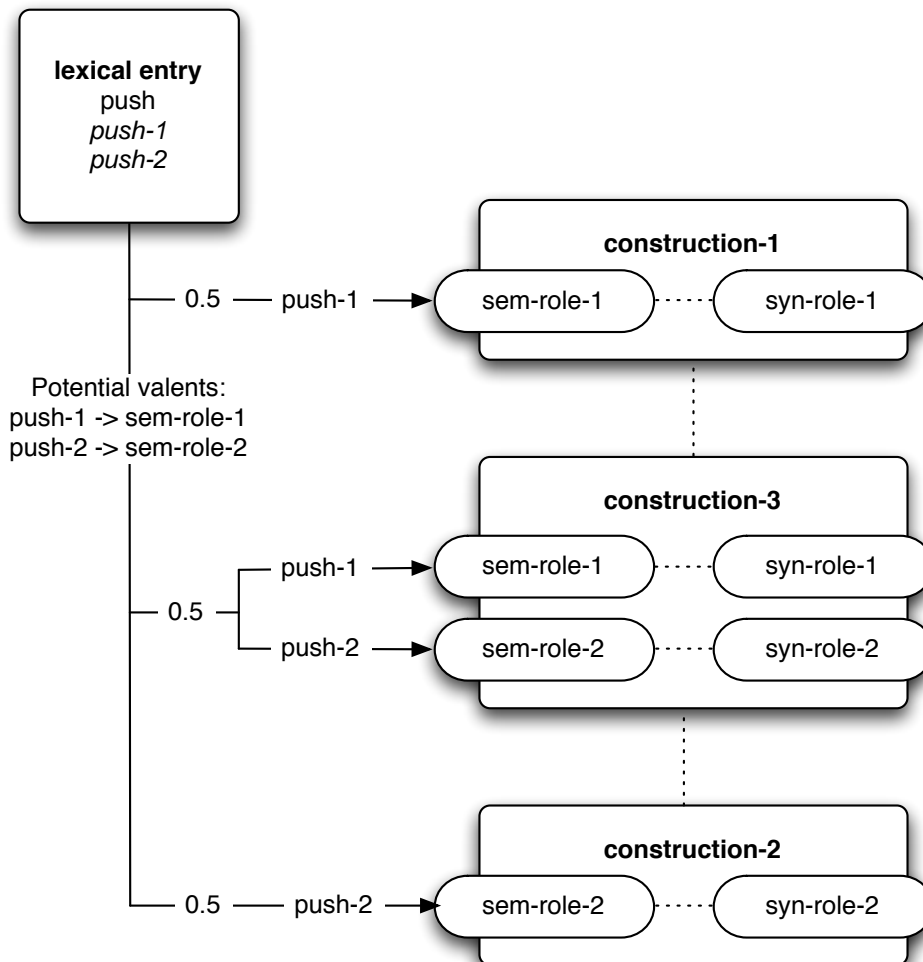 lexical entry
push
push-1
push-2
construction-1
0.5
push-1
sem-role-1
syn-role-1
Potential valents:
push-1 -> sem-role-1
push-2 -> sem-role-2
construction-3
push-1
sem-role-1
syn-role-1
0.5
push-2
sem-role-2
syn-role-2
construction-2
0.5
push-2
sem-role-2
syn-role-2